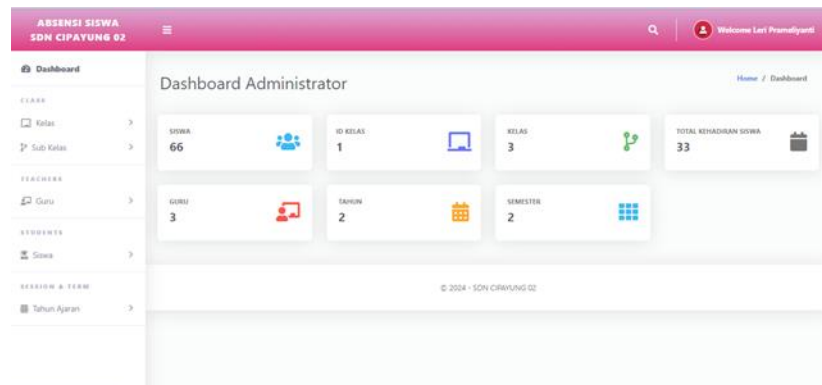 ABSENSI SISWA
SDN CIPAYUNG 02
Welcome Leri Prameliyanti
Dashboard
CLASS
Kelas
Sub Kelas
TEACHERS
Guru
STUDENTS
Siswa
SESSION & TERM
Tahun Ajaran
Dashboard Administrator
Home / Dashboard
SISWA
66
ID KELAS
1
KELAS
3
TOTAL KEHADIRAN SISWA
33
GURU
3
TAHUN
2
SEMESTER
2
© 2024 - SDN CIPAYUNG 02